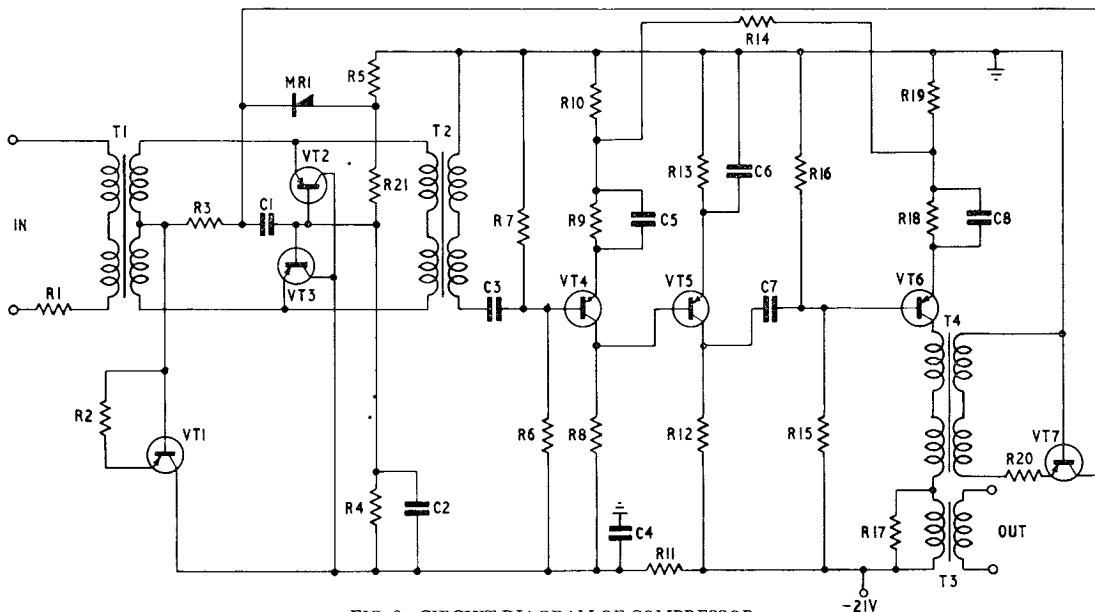 R14
R5
R10
R19
MR1
T1
T2
VT2
R13
C6
R16
R21
R3
C1
R7
R9
C5
R18
C8
IN
VT3
C3
VT4
VT5
C7
VT6
R1
T4
R2
VT1
R6
R8
R12
R15
VT7
R20
R4
C2
C4
R17
OUT
R11
T3
-21V